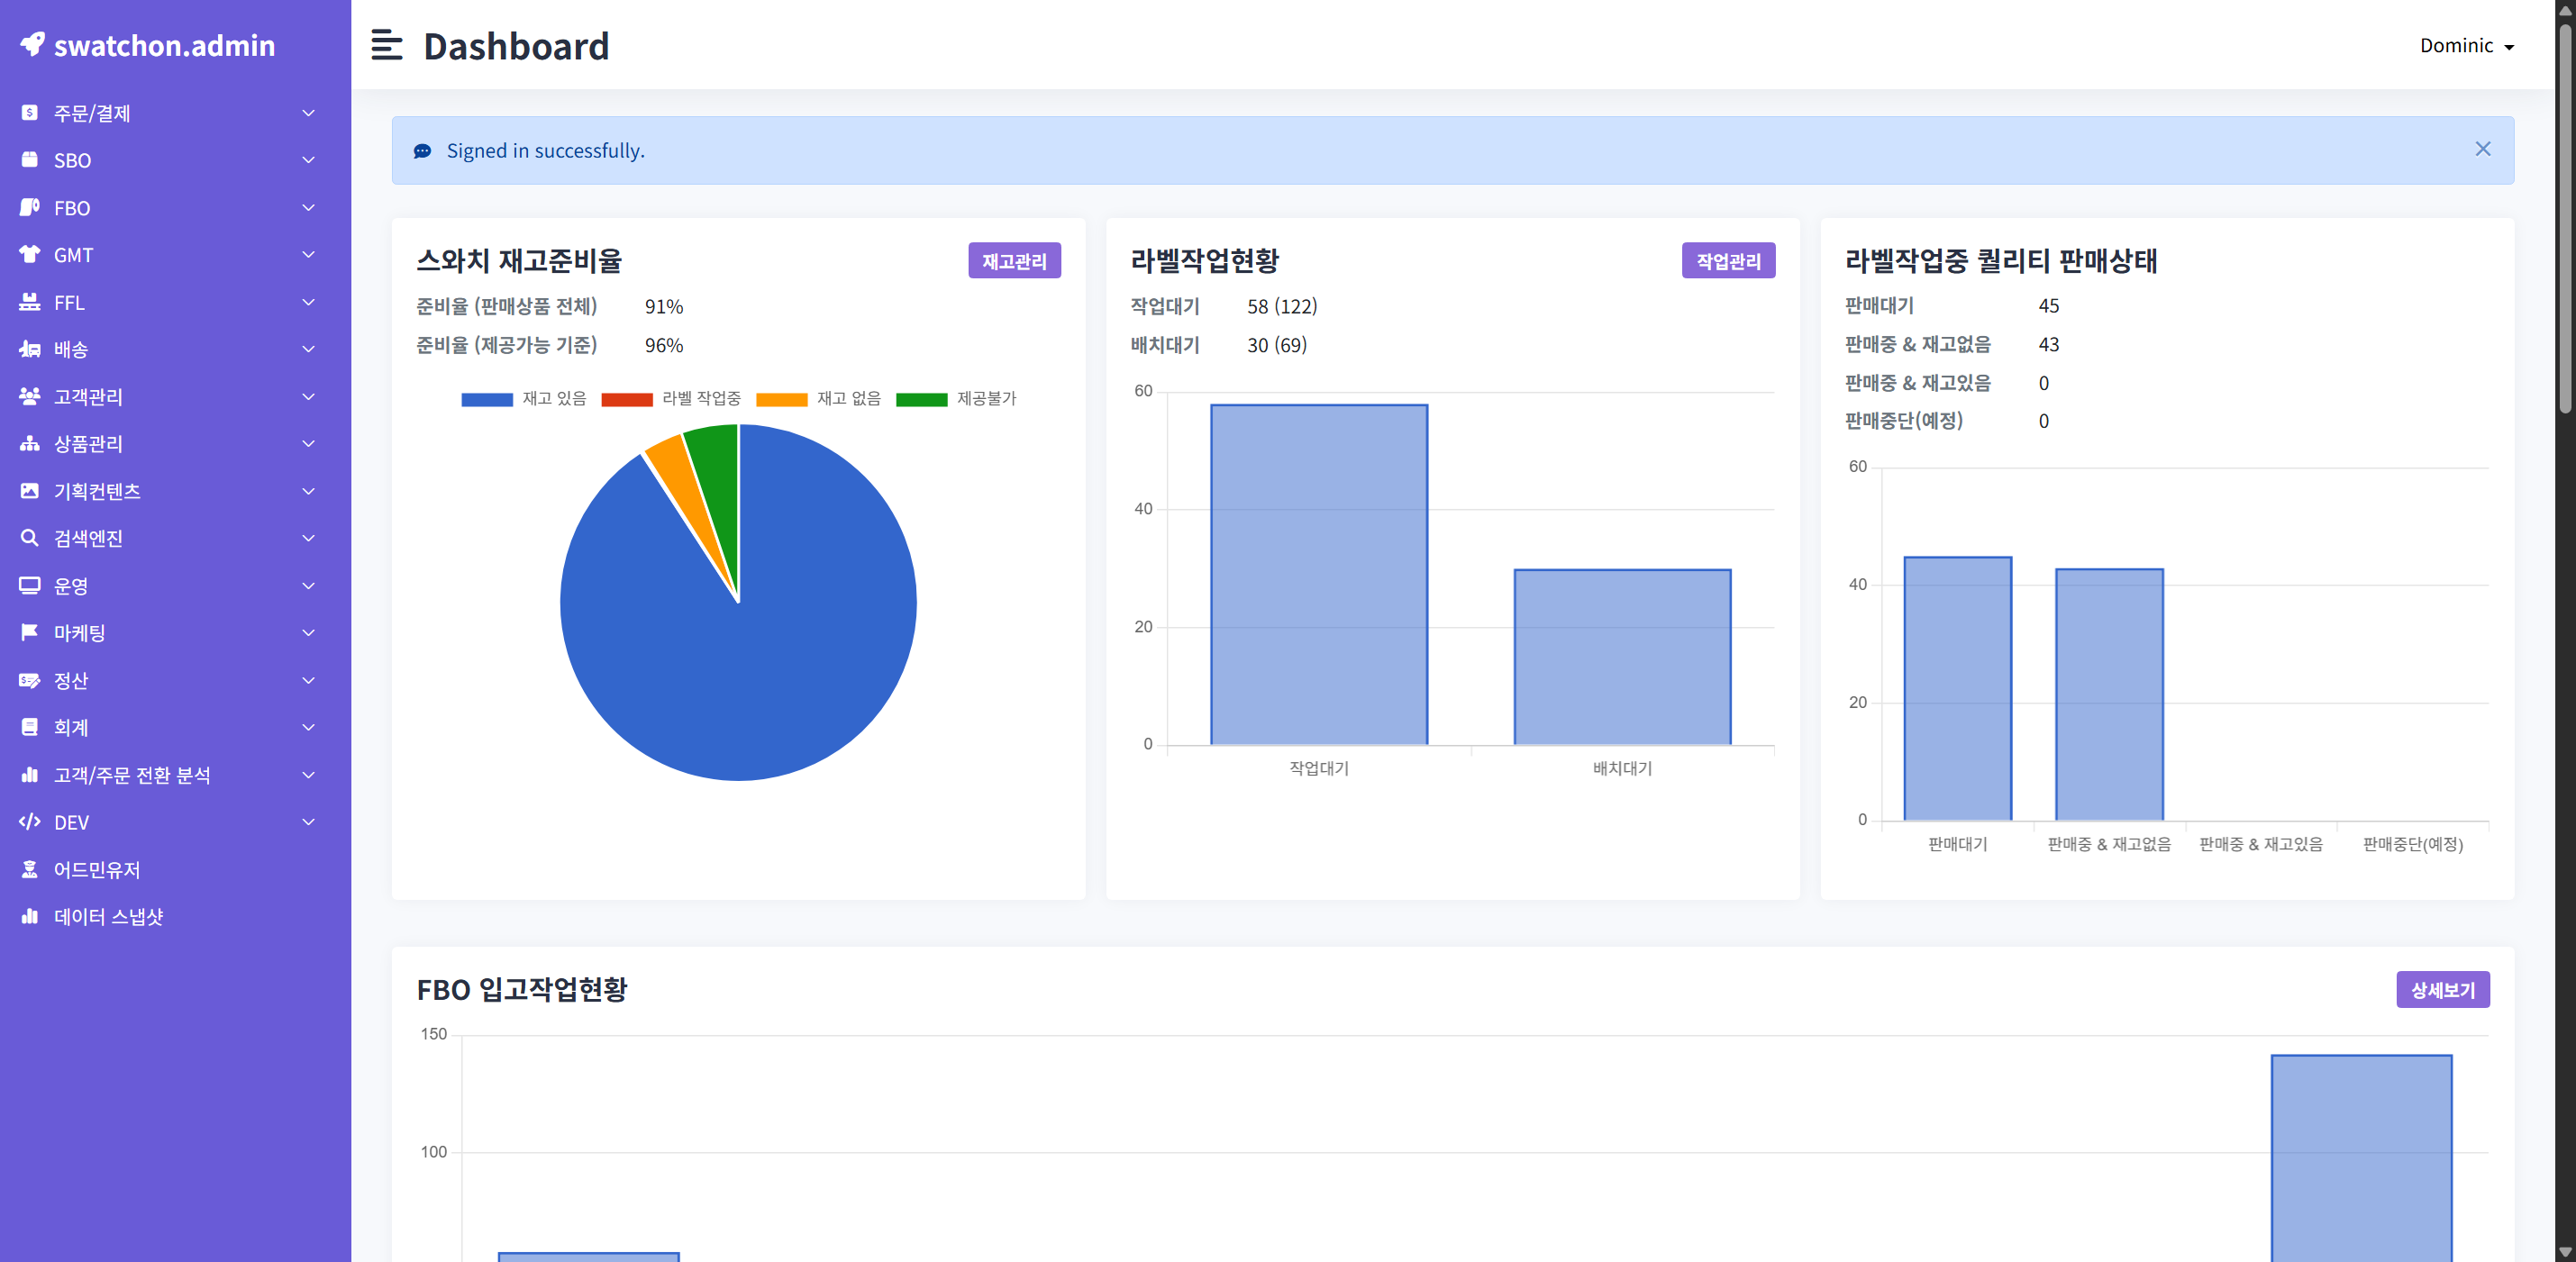 swatchon.admin
주문/결제
SBO
FBO
GMT
FFL
배송
고객관리
상품관리
기획컨텐츠
검색엔진
운영
마케팅
정산
회계
고객/주문 전환 분석
DEV
어드민유저
데이터 스냅샷
Dashboard
Dominic
Signed in successfully.
스와치 재고준비율
재고관리
준비율 (판매상품 전체) 91%
준비율 (제공가능 기준) 96%
재고 있음 라벨 작업중 재고 없음 제공불가
라벨작업현황
작업관리
작업대기 58 (122)
배치대기 30 (69)
60
40
20
0
작업대기 배치대기
라벨작업중 퀄리티 판매상태
판매대기 45
판매중 & 재고없음 43
판매중 & 재고있음 0
판매중단(예정) 0
60
40
20
0
판매대기 판매중 & 재고없음 판매중 & 재고있음 판매중단(예정)
FBO 입고작업현황
상세보기
150
100